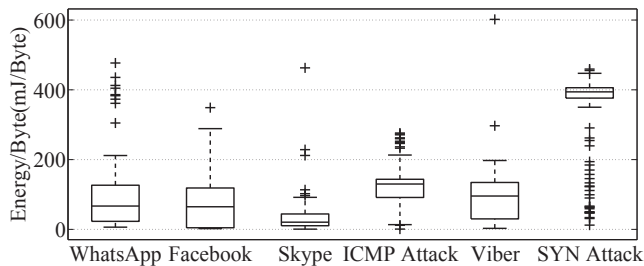 Energy/Byte(mJ/Byte)
600
400
200
0
WhatsApp Facebook Skype ICMP Attack Viber SYN Attack